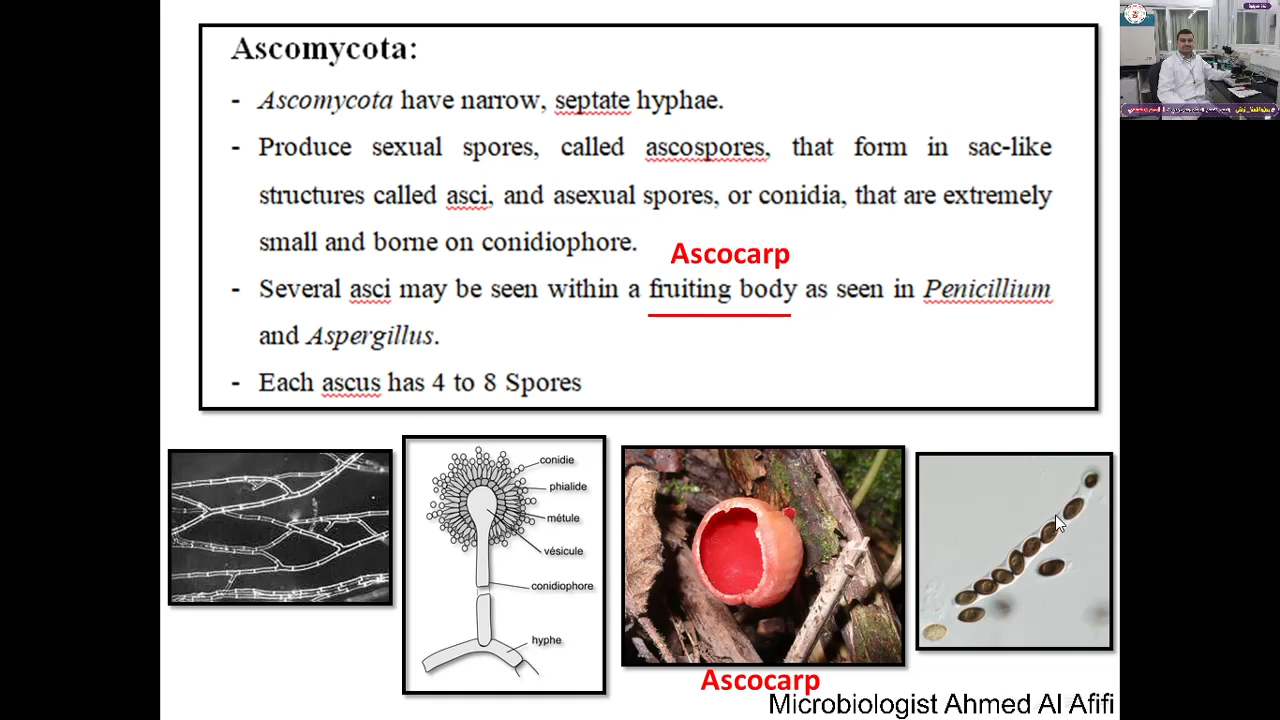 Ascomycota:
- Ascomycota have narrow, septate hyphae.
- Produce sexual spores, called ascospores, that form in sac-like
structures called asci, and asexual spores, or conidia, that are extremely
small and borne on conidiophore.
Ascocarp
- Several asci may be seen within a fruiting body as seen in Penicillium
and Aspergillus.
- Each ascus has 4 to 8 Spores
conidie
phialide
métule
vésicule
conidiophore
hyphe
Ascocarp
Microbiologist Ahmed Al Afifi